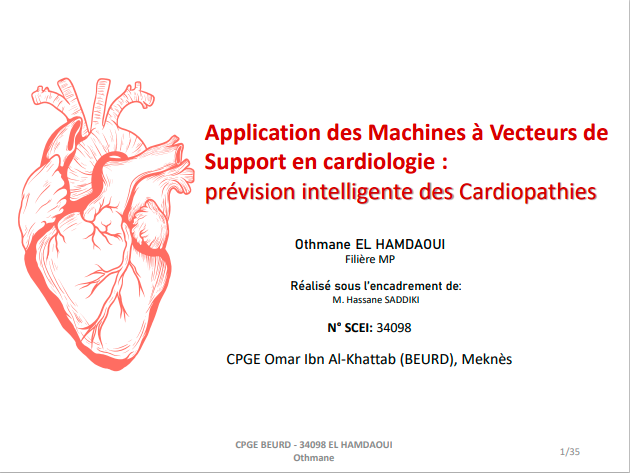 Application des Machines à Vecteurs de
Support en cardiologie :
prévision intelligente des Cardiopathies
Othmane EL HAMDAOUI
Filière MP
Réalisé sous l'encadrement de:
M. Hassane SADDIKI
N° SCEI: 34098
CPGE Omar Ibn Al-Khattab (BEURD), Meknès
CPGE BEURD - 34098 EL HAMDAOUI
Othmane
1/35